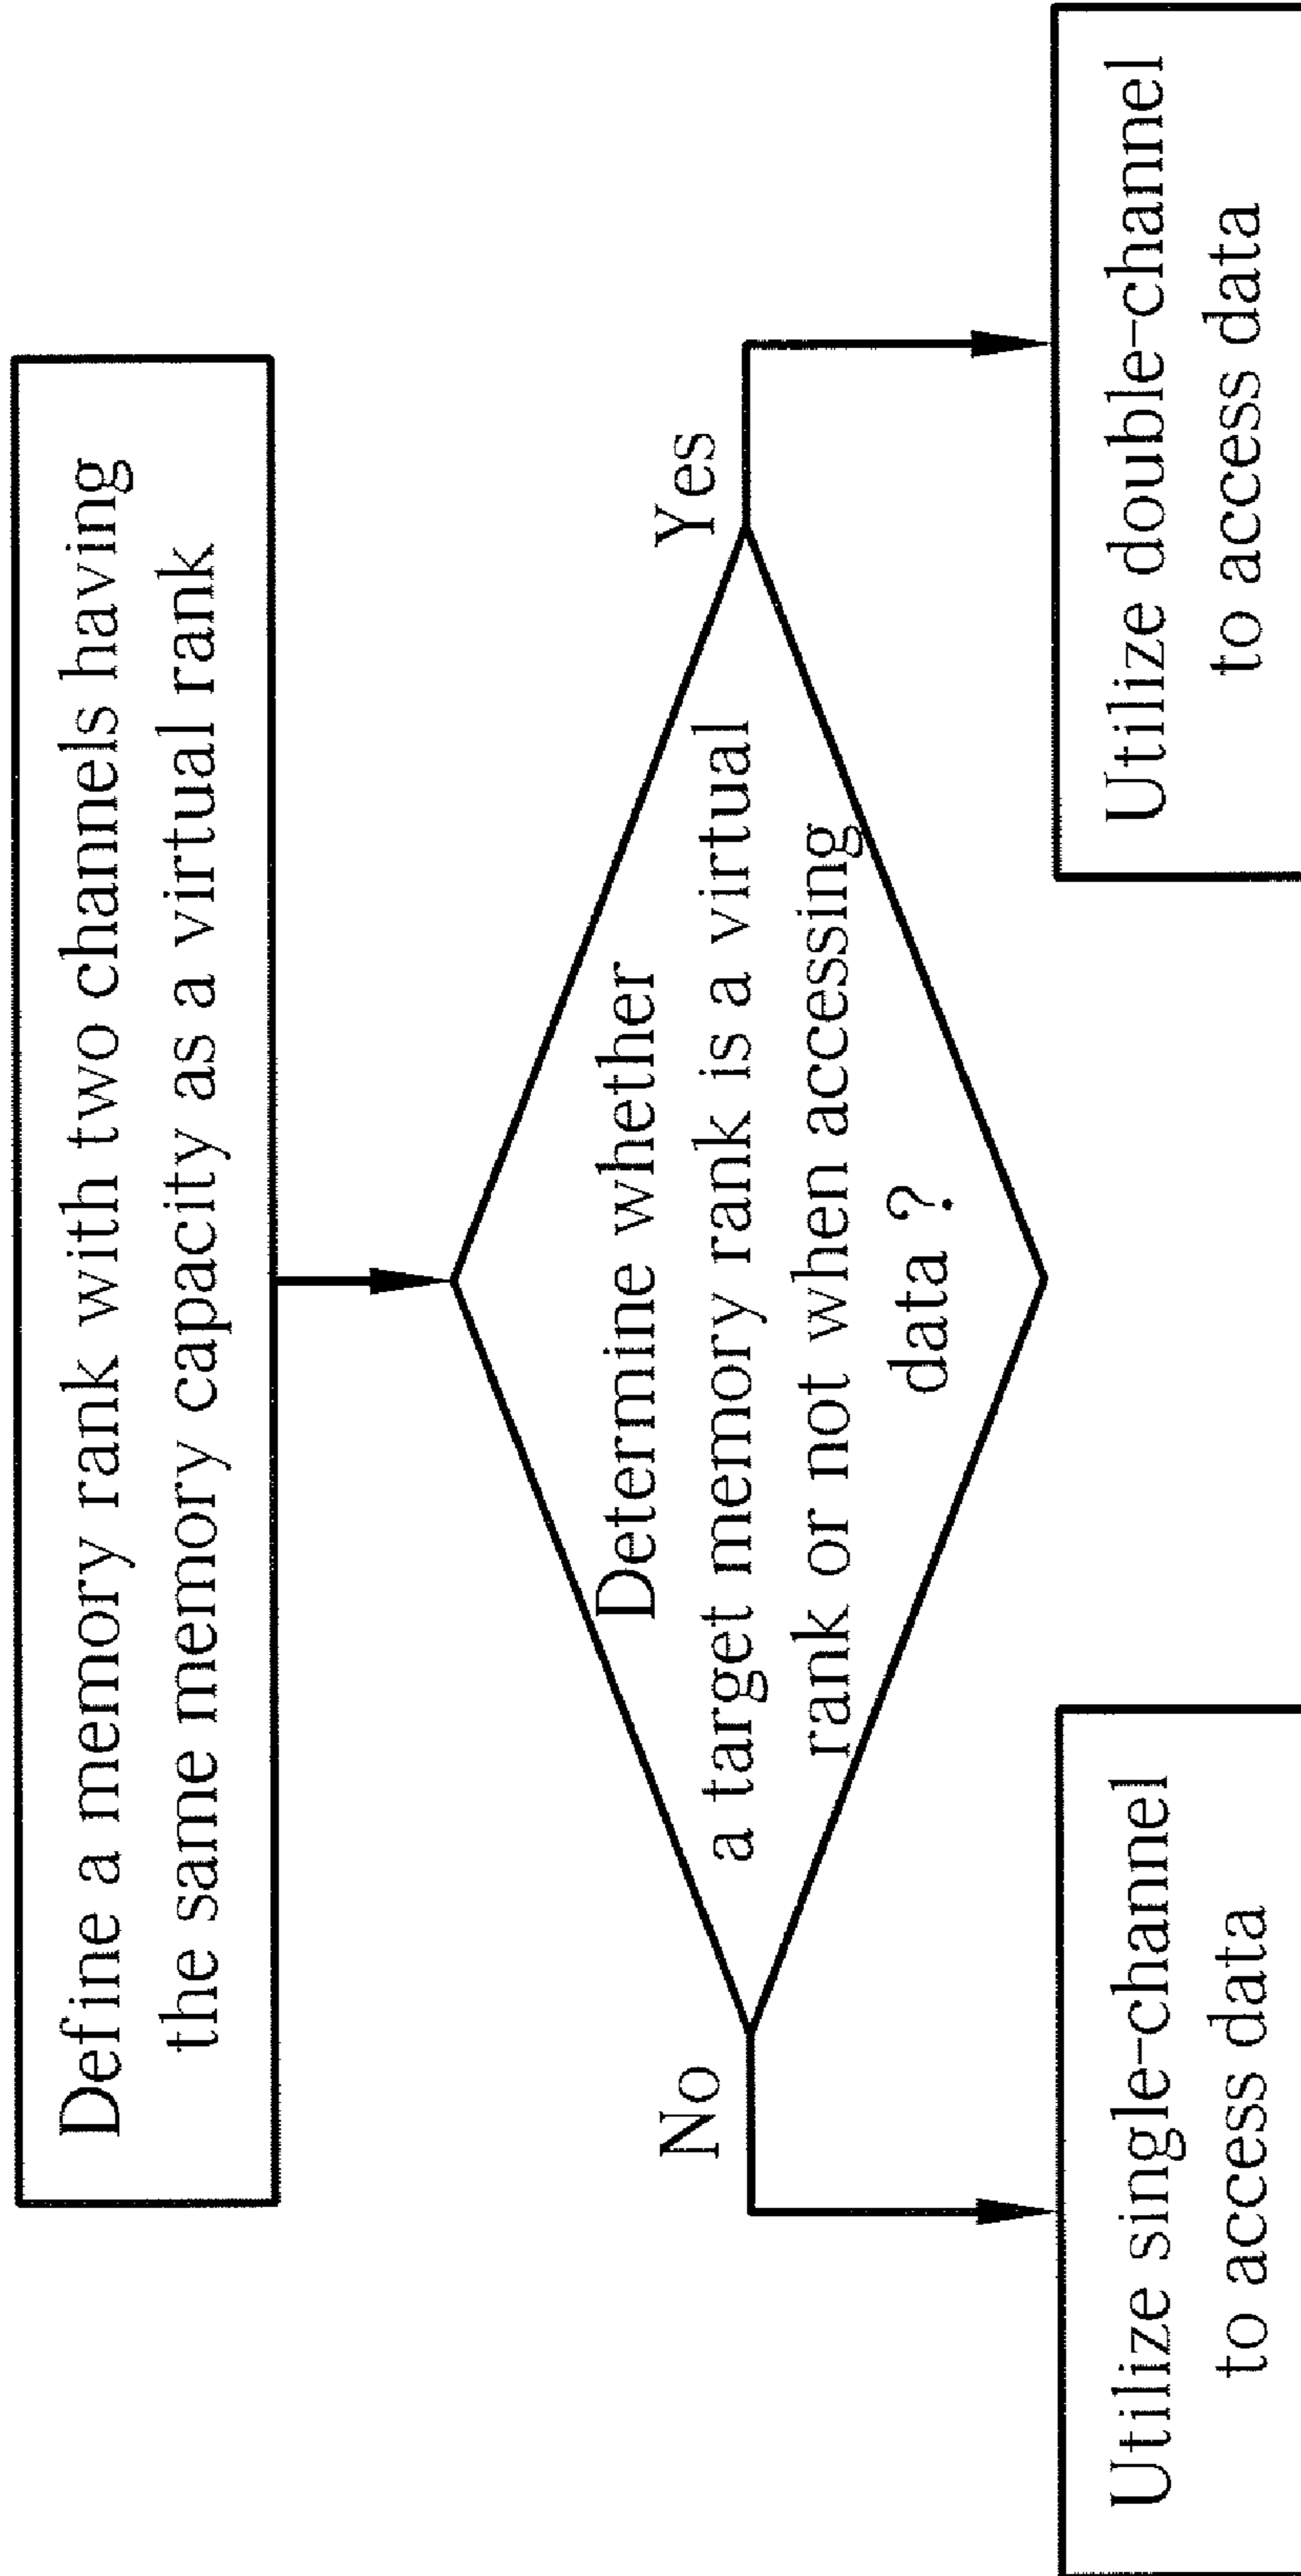 Define a memory rank with two channels having
the same memory capacity as a virtual rank
Determine whether
a target memory rank is a virtual
rank or not when accessing
data ?
No
Yes
Utilize single-channel
to access data
Utilize double-channel
to access data